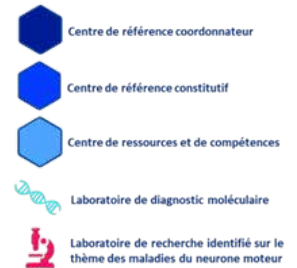 Centre de référence coordonnateur
Centre de référence constitutif
Centre de ressources et de compétences
Laboratoire de diagnostic moléculaire
Laboratoire de recherche identifié sur le
thème des maladies du neurone moteur